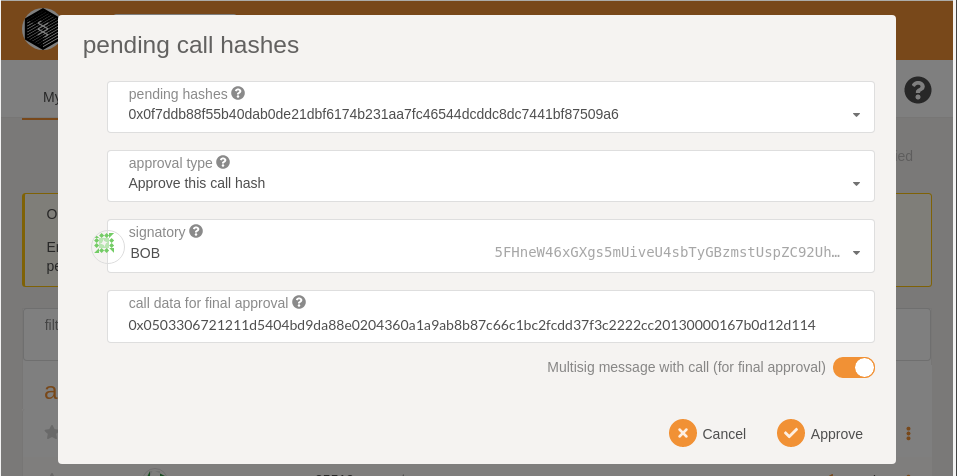 pending call hashes
My
pending hashes
0x0f7ddb88f55b40dab0de21dbf6174b231aa7fc46544dcddc8dc7441bf87509a6
approval type
Approve this call hash
signatory
BOB 5FHneW46xGXgs5mUiveU4sbTyGBzmstUspZC92Uh…
call data for final approval
0x0503306721211d5404bd9da88e0204360a1a9ab8b87c66c1bc2fcdd37f3c2222cc20130000167b0d12d114
Multisig message with call (for final approval)
Cancel Approve